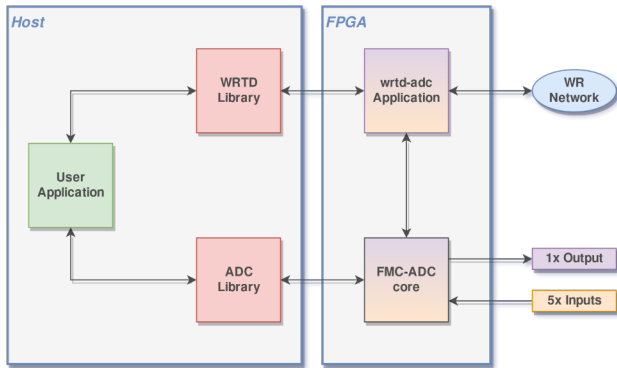 Host
FPGA
WRTD
Library
wrtd-adc
Application
WR
Network
User
Application
ADC
Library
FMC-ADC
core
1x Output
5x Inputs